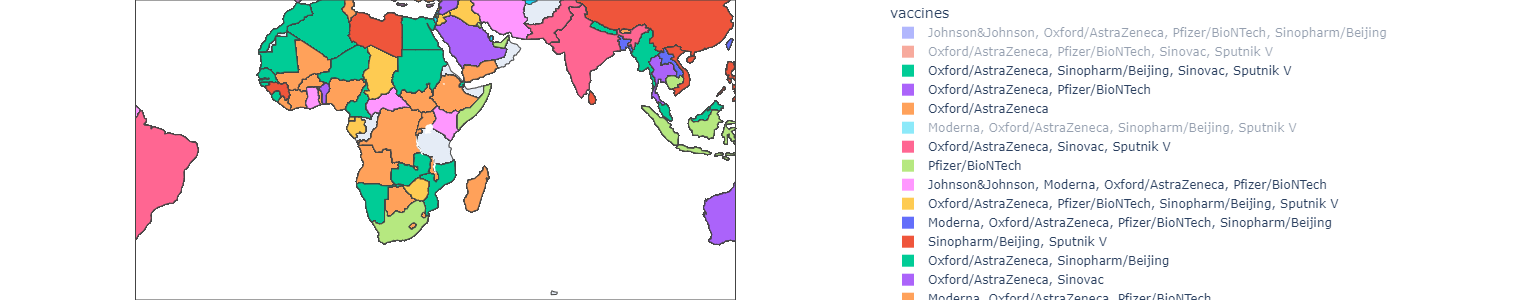 vaccines
Johnson&Johnson, Oxford/AstraZeneca, Pfizer/BioNTech, Sinopharm/Beijing
Oxford/AstraZeneca, Pfizer/BioNTech, Sinovac, Sputnik V
Oxford/AstraZeneca, Sinopharm/Beijing, Sinovac, Sputnik V
Oxford/AstraZeneca, Pfizer/BioNTech
Oxford/AstraZeneca
Moderna, Oxford/AstraZeneca, Sinopharm/Beijing, Sputnik V
Oxford/AstraZeneca, Sinovac, Sputnik V
Pfizer/BioNTech
Johnson&Johnson, Moderna, Oxford/AstraZeneca, Pfizer/BioNTech
Oxford/AstraZeneca, Pfizer/BioNTech, Sinopharm/Beijing, Sputnik V
Moderna, Oxford/AstraZeneca, Pfizer/BioNTech, Sinopharm/Beijing
Sinopharm/Beijing, Sputnik V
Oxford/AstraZeneca, Sinopharm/Beijing
Oxford/AstraZeneca, Sinovac
Moderna, Oxford/AstraZeneca, Pfizer/BioNTech